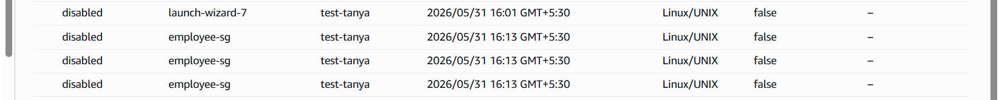 disabled launch-wizard-7 test-tanya 2026/05/31 16:01 GMT+5:30 Linux/UNIX false –
disabled employee-sg test-tanya 2026/05/31 16:13 GMT+5:30 Linux/UNIX false –
disabled employee-sg test-tanya 2026/05/31 16:13 GMT+5:30 Linux/UNIX false –
disabled employee-sg test-tanya 2026/05/31 16:13 GMT+5:30 Linux/UNIX false –